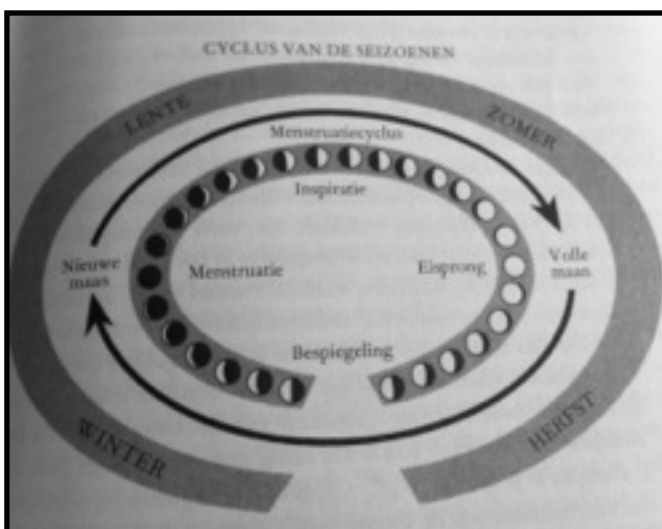 CYCLUS VAN DE SEIZOENEN
LENTE
ZOMER
Menstruatiecyclus
Inspiratie
Nieuwe
maan
Menstruatie
Eisprong
Volle
maan
Bespiegeling
WINTER
HERFST